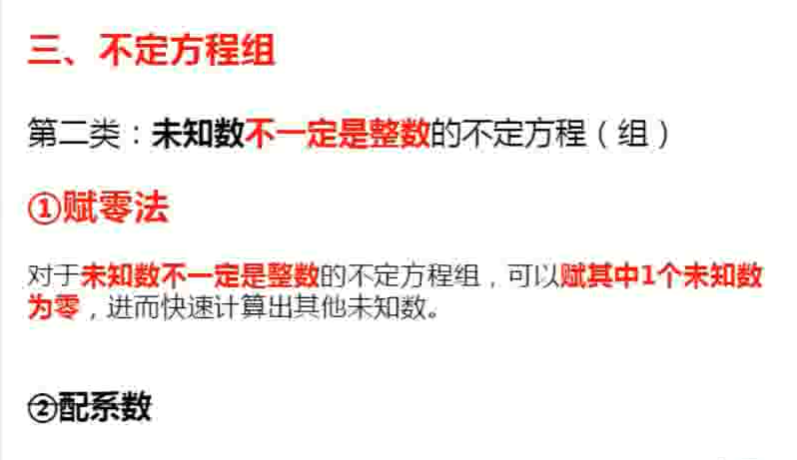 三、不定方程组
第二类：未知数不一定是整数的不定方程（组）
①赋零法
对于未知数不一定是整数的不定方程组，可以赋其中1个未知数
为零，进而快速计算出其他未知数。
②配系数